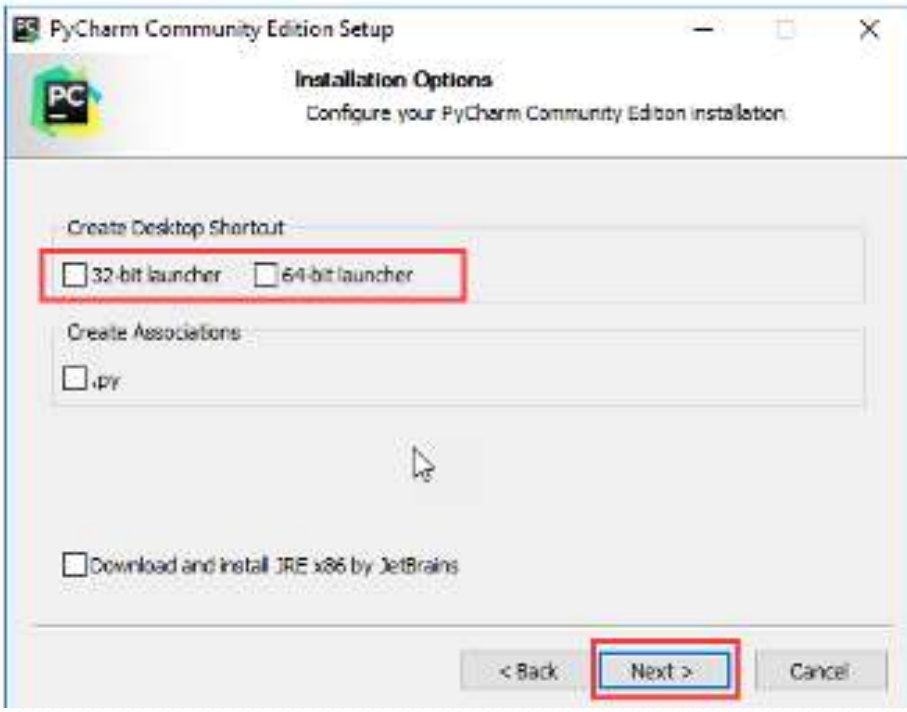 PyCharm Community Edition Setup
PC
Installation Options
Configure your PyCharm Community Edition installation
Create Desktop Shortcut
32-bit launcher 64-bit launcher
Create Associations
.py
Download and install JRE x86 by JetBrains
< Back Next > Cancel